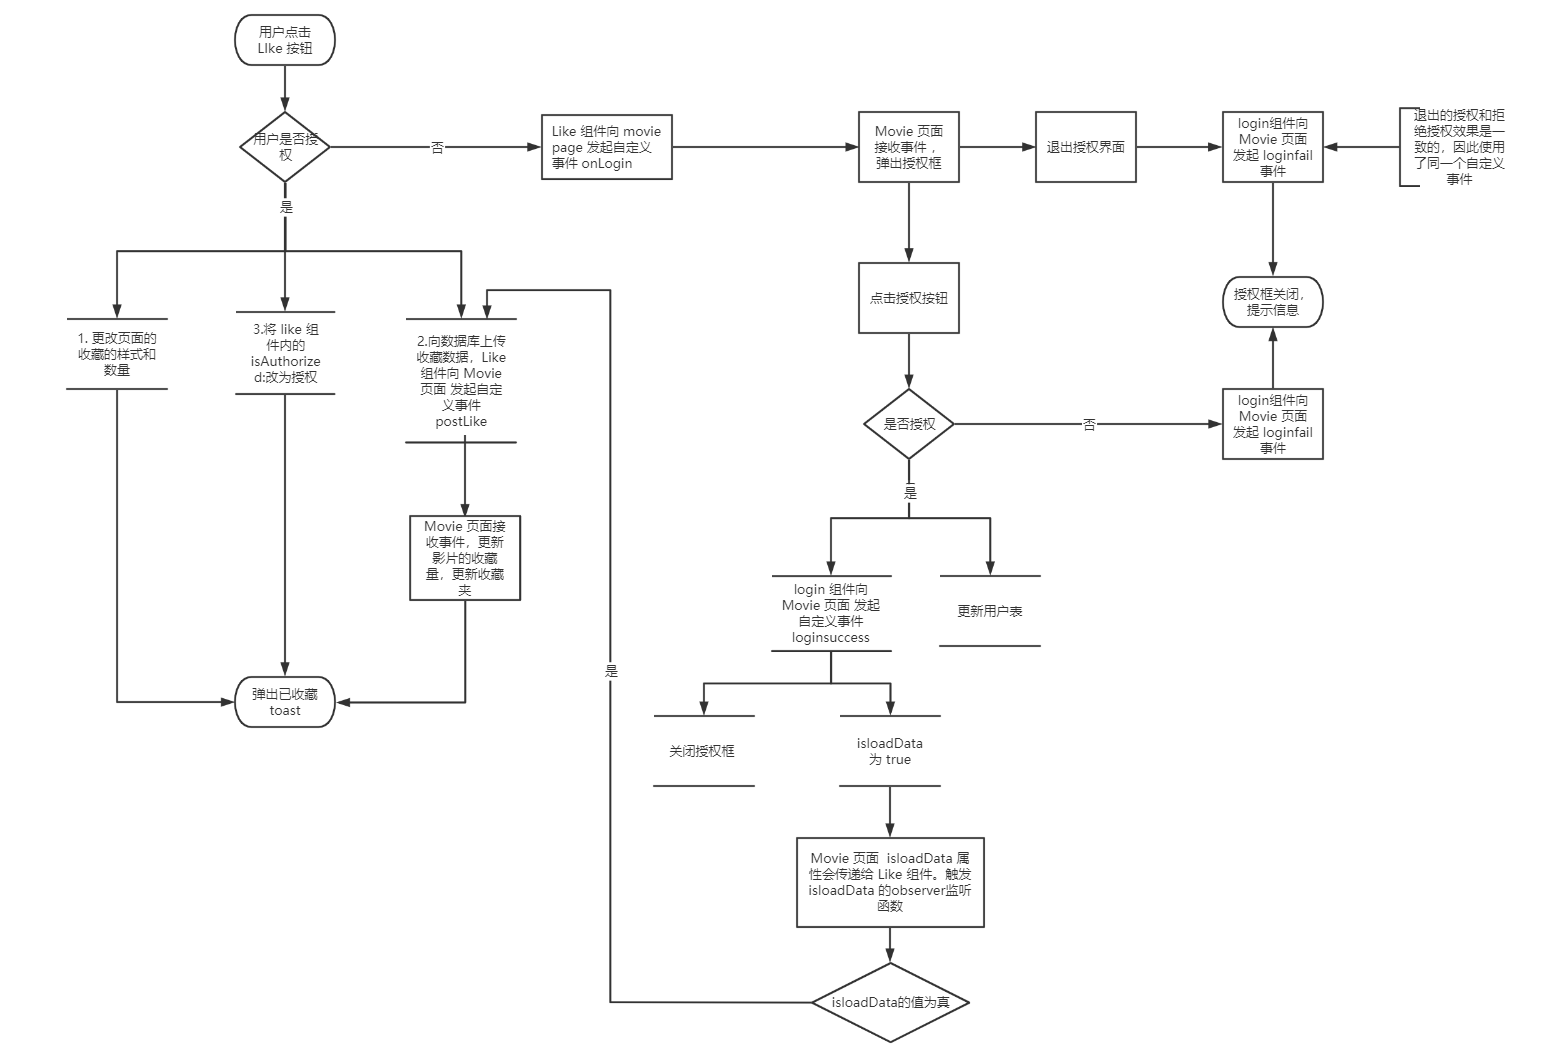 用户点击
LIke 按钮
用户是否授
权
否
Like 组件向 movie
page 发起自定义
事件 onLogin
Movie 页面
接收事件，
弹出授权框
退出授权界面
login组件向
Movie 页面
发起 loginfail
事件
退出的授权和拒
绝授权效果是一
致的，因此使用
了同一个自定义
事件
是
点击授权按钮
授权框关闭，
提示信息
1. 更改页面的
收藏的样式和
数量
3.将 like 组
件内的
isAuthorize
d:改为授权
2.向数据库上传
收藏数据，Like
组件向 Movie
页面 发起自定
义事件
postLike
是否授权
否
login组件向
Movie 页面
发起 loginfail
事件
是
Movie 页面接
收事件，更新
影片的收藏
量，更新收藏
夹
login 组件向
Movie 页面 发起
自定义事件
loginsuccess
更新用户表
是
弹出已收藏
toast
关闭授权框
isloadData
为 true
Movie 页面  isloadData 属
性会传递给 Like 组件。触发
isloadData 的observer监听
函数
isloadData的值为真